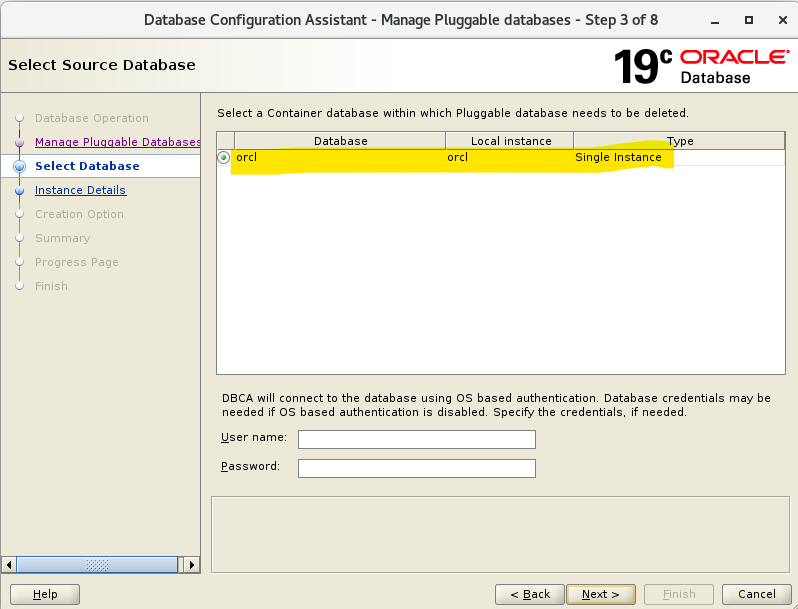 Database Configuration Assistant - Manage Pluggable databases - Step 3 of 8
Select Source Database
19c ORACLE
Database
Database Operation
Manage Pluggable Databases
Select Database
Instance Details
Creation Option
Summary
Progress Page
Finish
Select a Container database within which Pluggable database needs to be deleted.
Database Local instance Type
orcl orcl Single Instance
DBCA will connect to the database using OS based authentication. Database credentials may be
needed if OS based authentication is disabled. Specify the credentials, if needed.
User name:
Password:
Help < Back Next > Finish Cancel